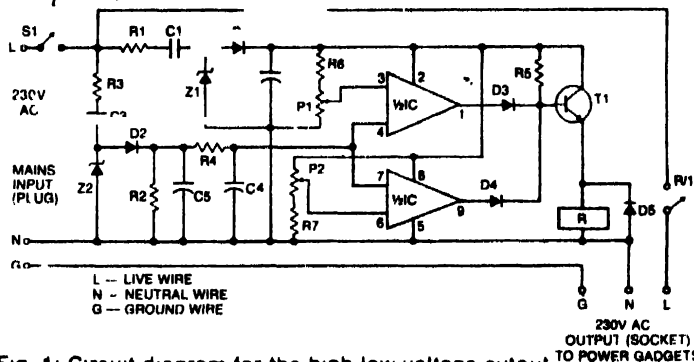 S1
L
R1
C1
R3
230V
AC
Z1
R6
P1
3
2
½IC
4
1
D3
R5
T1
MAINS
INPUT
(PLUG)
D2
Z2
R2
C5
R4
C4
P2
R7
7
8
½IC
6
5
9
D4
R
D5
R/1
N
G
L -- LIVE WIRE
N - NEUTRAL WIRE
G -- GROUND WIRE
G N L
230V AC
OUTPUT (SOCKET)
TO POWER GADGET
Fig. 1: Circuit diagram for the high low voltage cutout